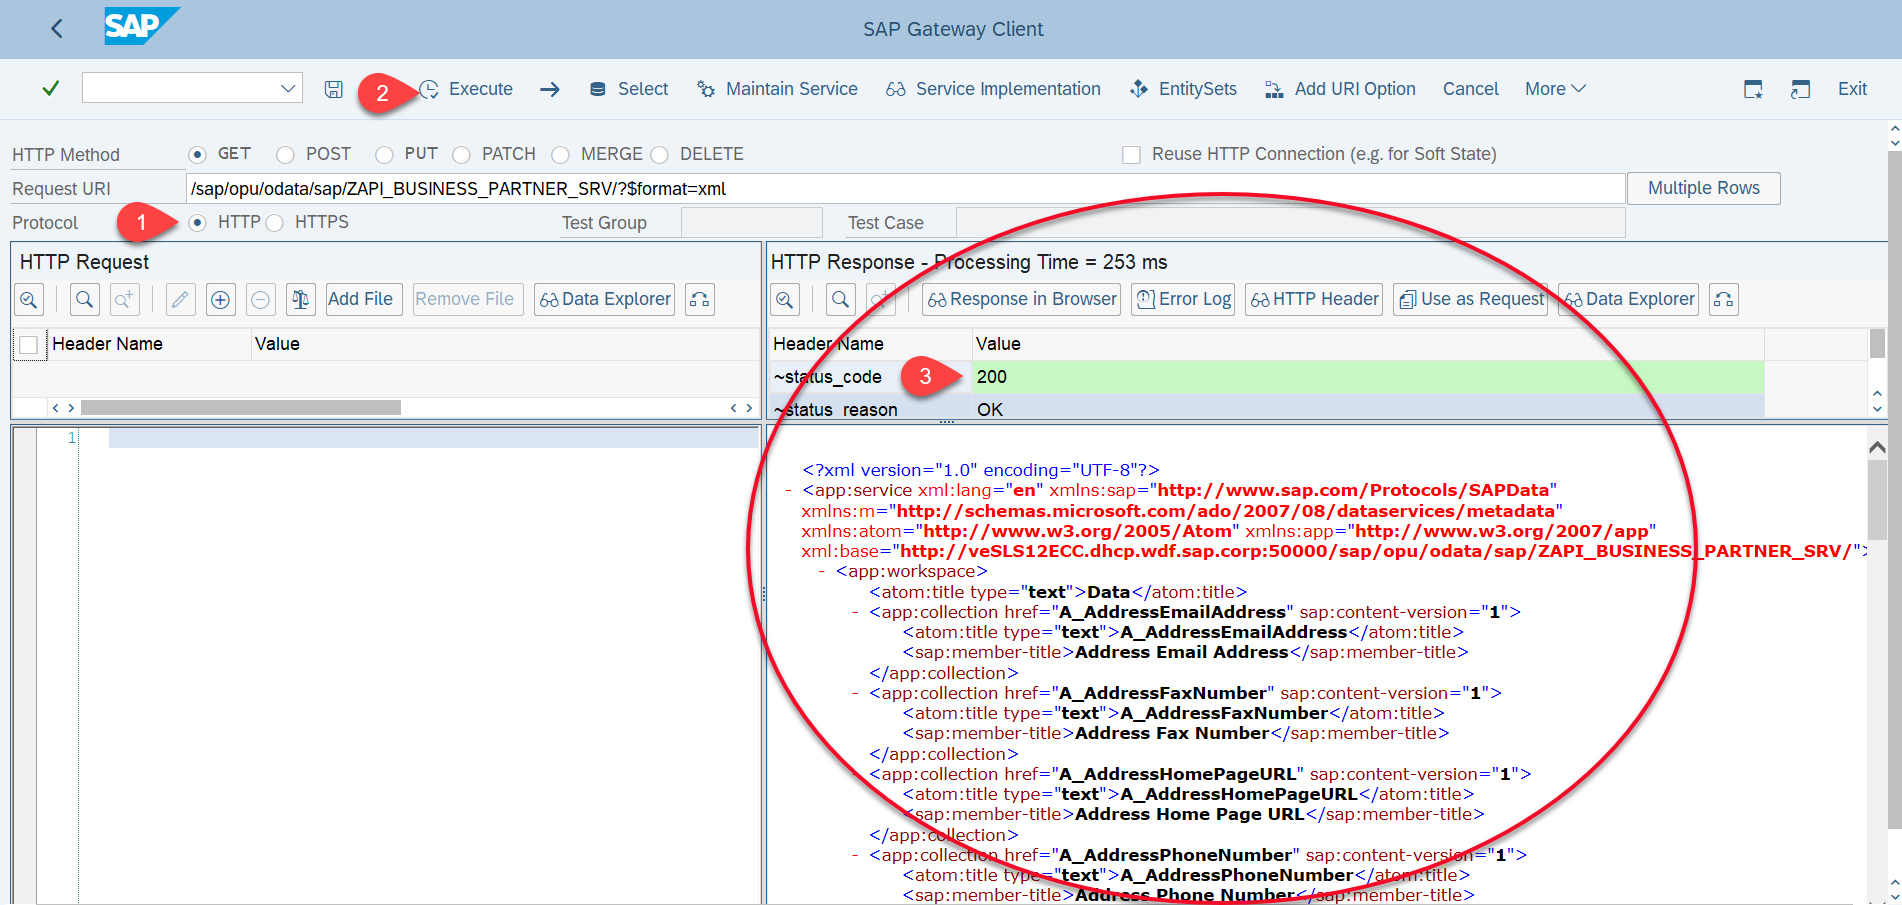 SAP
SAP Gateway Client
2 Execute Select Maintain Service Service Implementation EntitySets Add URI Option Cancel More Exit
HTTP Method GET POST PUT PATCH MERGE DELETE Reuse HTTP Connection (e.g. for Soft State)
Request URI /sap/opu/odata/sap/ZAPI_BUSINESS_PARTNER_SRV/?$format=xml Multiple Rows
Protocol 1 HTTP HTTPS Test Group Test Case
HTTP Request
Add File Remove File Data Explorer
Header Name Value
1
HTTP Response - Processing Time = 253 ms
Response in Browser Error Log HTTP Header Use as Request Data Explorer
Header Name Value
~status_code 3 200
~status_reason OK
<?xml version="1.0" encoding="UTF-8"?>
- <app:service xml:lang="en" xmlns:sap="http://www.sap.com/Protocols/SAPData"
xmlns:m="http://schemas.microsoft.com/ado/2007/08/dataservices/metadata"
xmlns:atom="http://www.w3.org/2005/Atom" xmlns:app="http://www.w3.org/2007/app"
xml:base="http://veSLS12ECC.dhcp.wdf.sap.corp:50000/sap/opu/odata/sap/ZAPI_BUSINESS_PARTNER_SRV/">
- <app:workspace>
<atom:title type="text">Data</atom:title>
- <app:collection href="A_AddressEmailAddress" sap:content-version="1">
<atom:title type="text">A_AddressEmailAddress</atom:title>
<sap:member-title>Address Email Address</sap:member-title>
</app:collection>
- <app:collection href="A_AddressFaxNumber" sap:content-version="1">
<atom:title type="text">A_AddressFaxNumber</atom:title>
<sap:member-title>Address Fax Number</sap:member-title>
</app:collection>
- <app:collection href="A_AddressHomePageURL" sap:content-version="1">
<atom:title type="text">A_AddressHomePageURL</atom:title>
<sap:member-title>Address Home Page URL</sap:member-title>
</app:collection>
- <app:collection href="A_AddressPhoneNumber" sap:content-version="1">
<atom:title type="text">A_AddressPhoneNumber</atom:title>
<sap:member-title>Address Phone Number</sap:member-title>